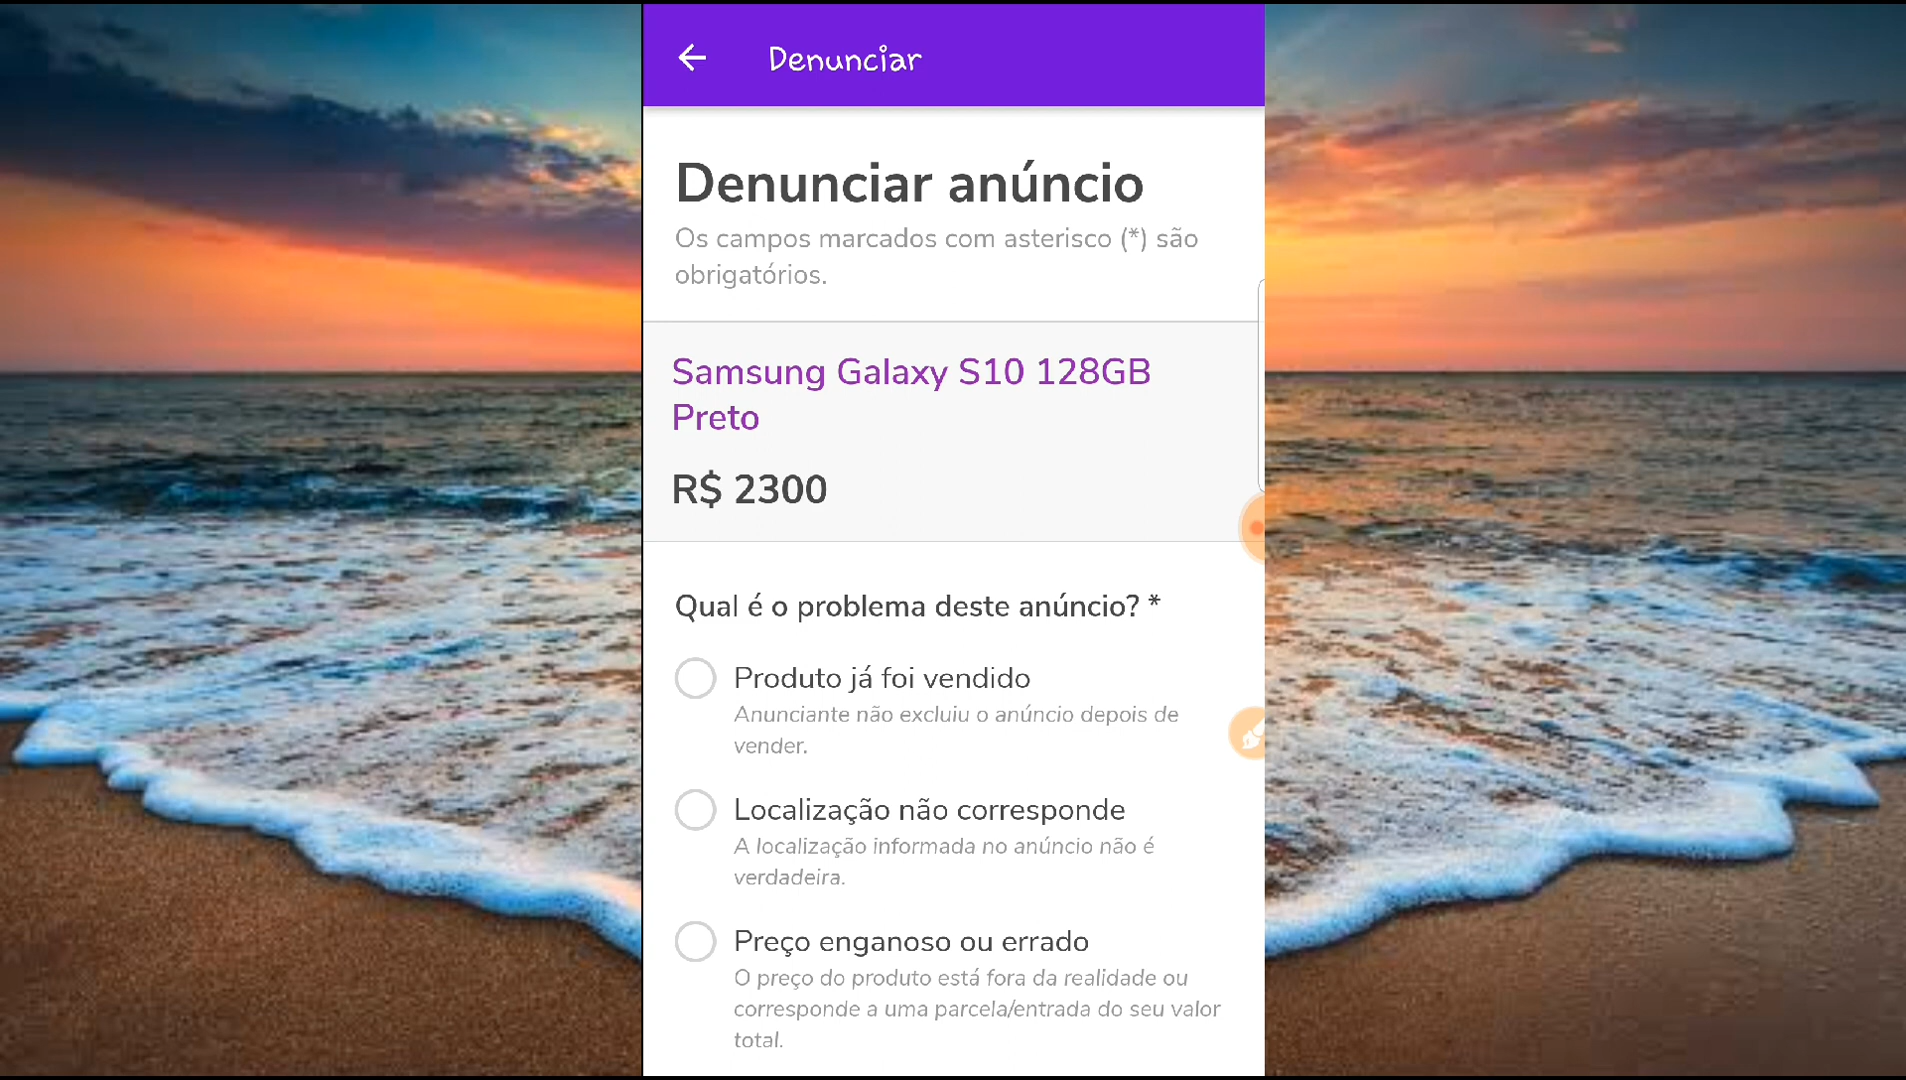 Denunciar
Denunciar anúncio
Os campos marcados com asterisco (*) são
obrigatórios.
Samsung Galaxy S10 128GB
Preto
R$ 2300
Qual é o problema deste anúncio? *
Produto já foi vendido
Anunciante não excluiu o anúncio depois de
vender.
Localização não corresponde
A localização informada no anúncio não é
verdadeira.
Preço enganoso ou errado
O preço do produto está fora da realidade ou
corresponde a uma parcela/entrada do seu valor
total.